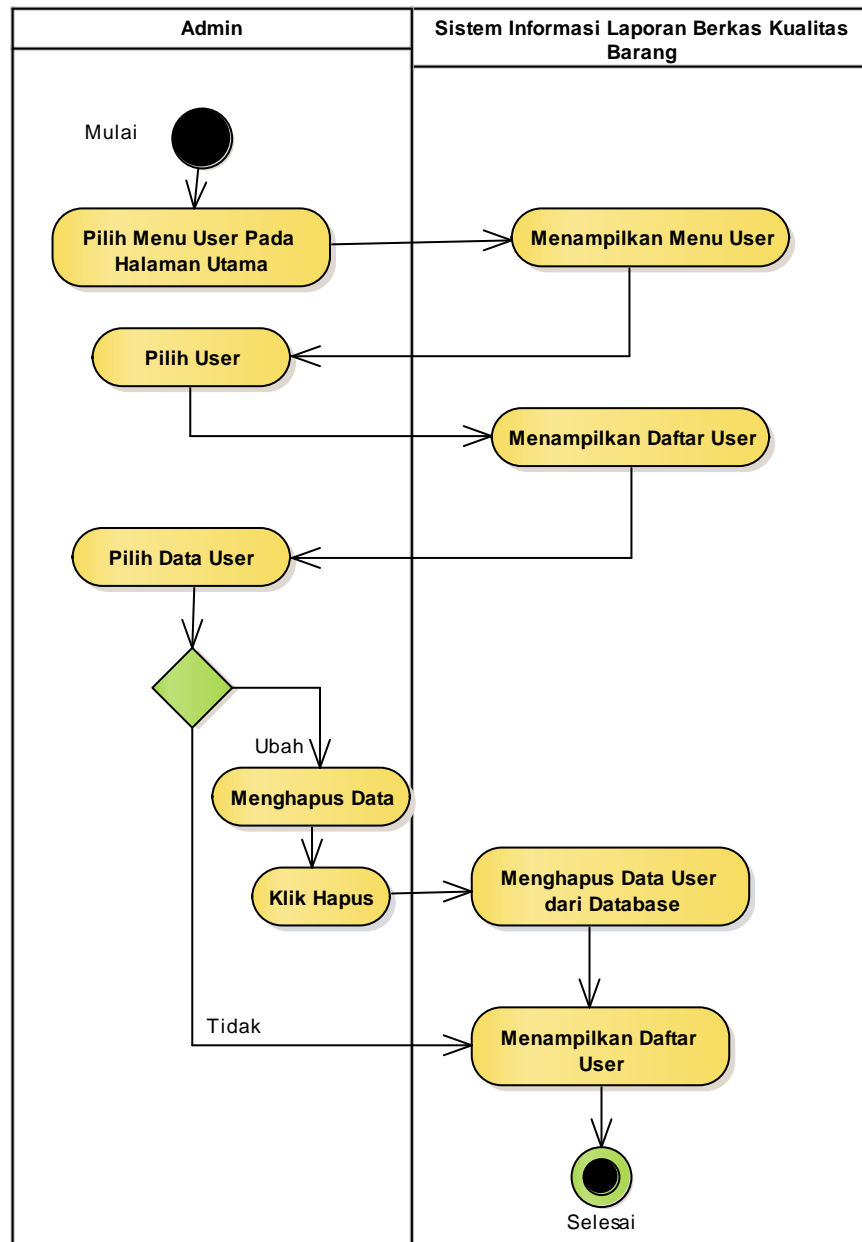 Admin
Sistem Informasi Laporan Berkas Kualitas
Barang
Mulai
Pilih Menu User Pada
Halaman Utama
Menampilkan Menu User
Pilih User
Menampilkan Daftar User
Pilih Data User
Ubah
Menghapus Data
Klik Hapus
Menghapus Data User
dari Database
Tidak
Menampilkan Daftar
User
Selesai